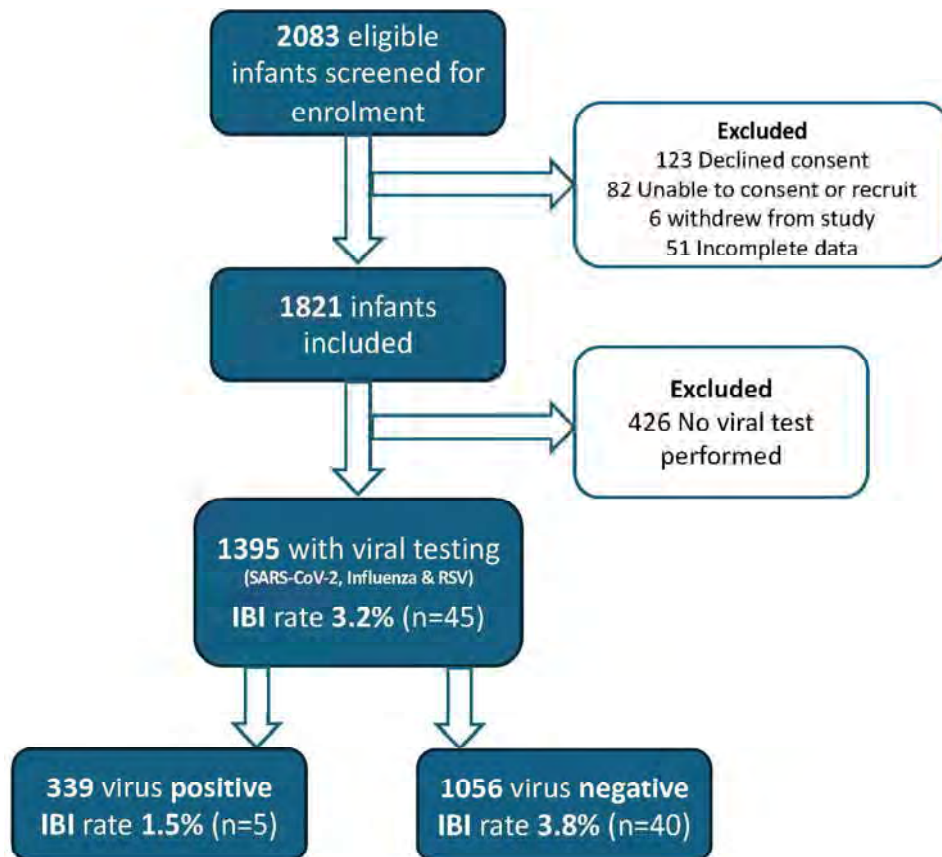 2083 eligible
infants screened for
enrolment
Excluded
123 Declined consent
82 Unable to consent or recruit
6 withdrew from study
51 Incomplete data
1821 infants
included
Excluded
426 No viral test
performed
1395 with viral testing
(SARS-CoV-2, Influenza & RSV)
IBI rate 3.2% (n=45)
339 virus positive
IBI rate 1.5% (n=5)
1056 virus negative
IBI rate 3.8% (n=40)